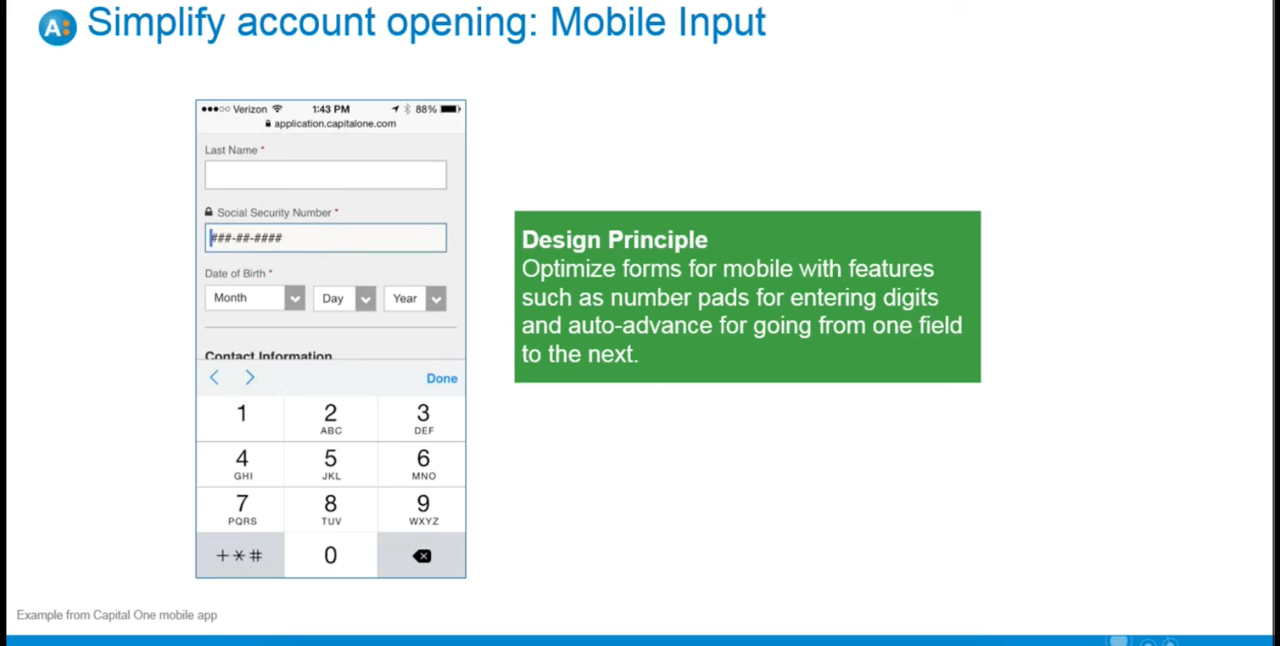 A:
Simplify account opening: Mobile Input
Verizon 1:43 PM 88%
application.capitalone.com
Last Name *
Social Security Number *
###-##-####
Date of Birth *
Month Day Year
Contact Information
Done
1 2 3
ABC DEF
4 5 6
GHI JKL MNO
7 8 9
PQRS TUV WXYZ
+*# 0
Design Principle
Optimize forms for mobile with features
such as number pads for entering digits
and auto-advance for going from one field
to the next.
Example from Capital One mobile app